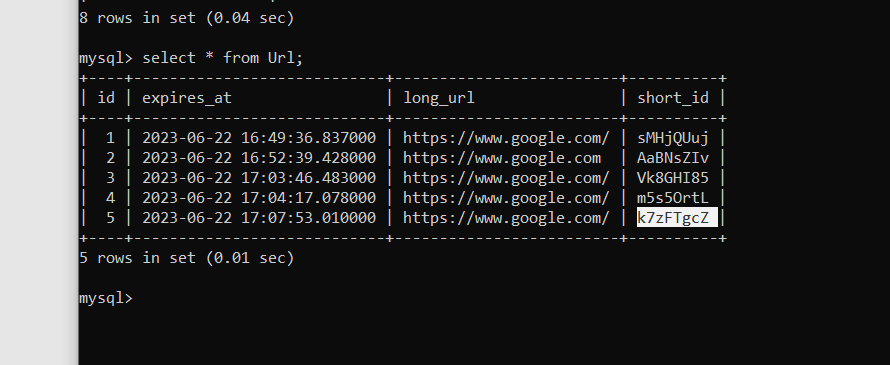 8 rows in set (0.04 sec)
mysql> select * from Url;
+----+----------------------------+-------------------------+----------+
| id | expires_at                 | long_url                | short_id |
+----+----------------------------+-------------------------+----------+
|  1 | 2023-06-22 16:49:36.837000 | https://www.google.com/ | sMHjQUuj |
|  2 | 2023-06-22 16:52:39.428000 | https://www.google.com  | AaBNsZIv |
|  3 | 2023-06-22 17:03:46.483000 | https://www.google.com/ | Vk8GHI85 |
|  4 | 2023-06-22 17:04:17.078000 | https://www.google.com/ | m5s5OrtL |
|  5 | 2023-06-22 17:07:53.010000 | https://www.google.com/ | k7zFTgcZ |
+----+----------------------------+-------------------------+----------+
5 rows in set (0.01 sec)
mysql>